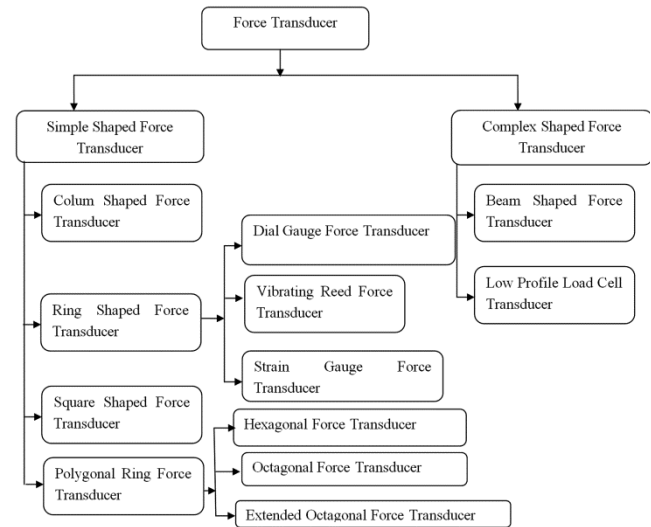 Force Transducer
Simple Shaped Force
Transducer
Complex Shaped Force
Transducer
Colum Shaped Force
Transducer
Beam Shaped Force
Transducer
Dial Gauge Force Transducer
Low Profile Load Cell
Transducer
Ring Shaped Force
Transducer
Vibrating Reed Force
Transducer
Strain Gauge Force
Transducer
Square Shaped Force
Transducer
Hexagonal Force Transducer
Polygonal Ring Force
Transducer
Octagonal Force Transducer
Extended Octagonal Force Transducer